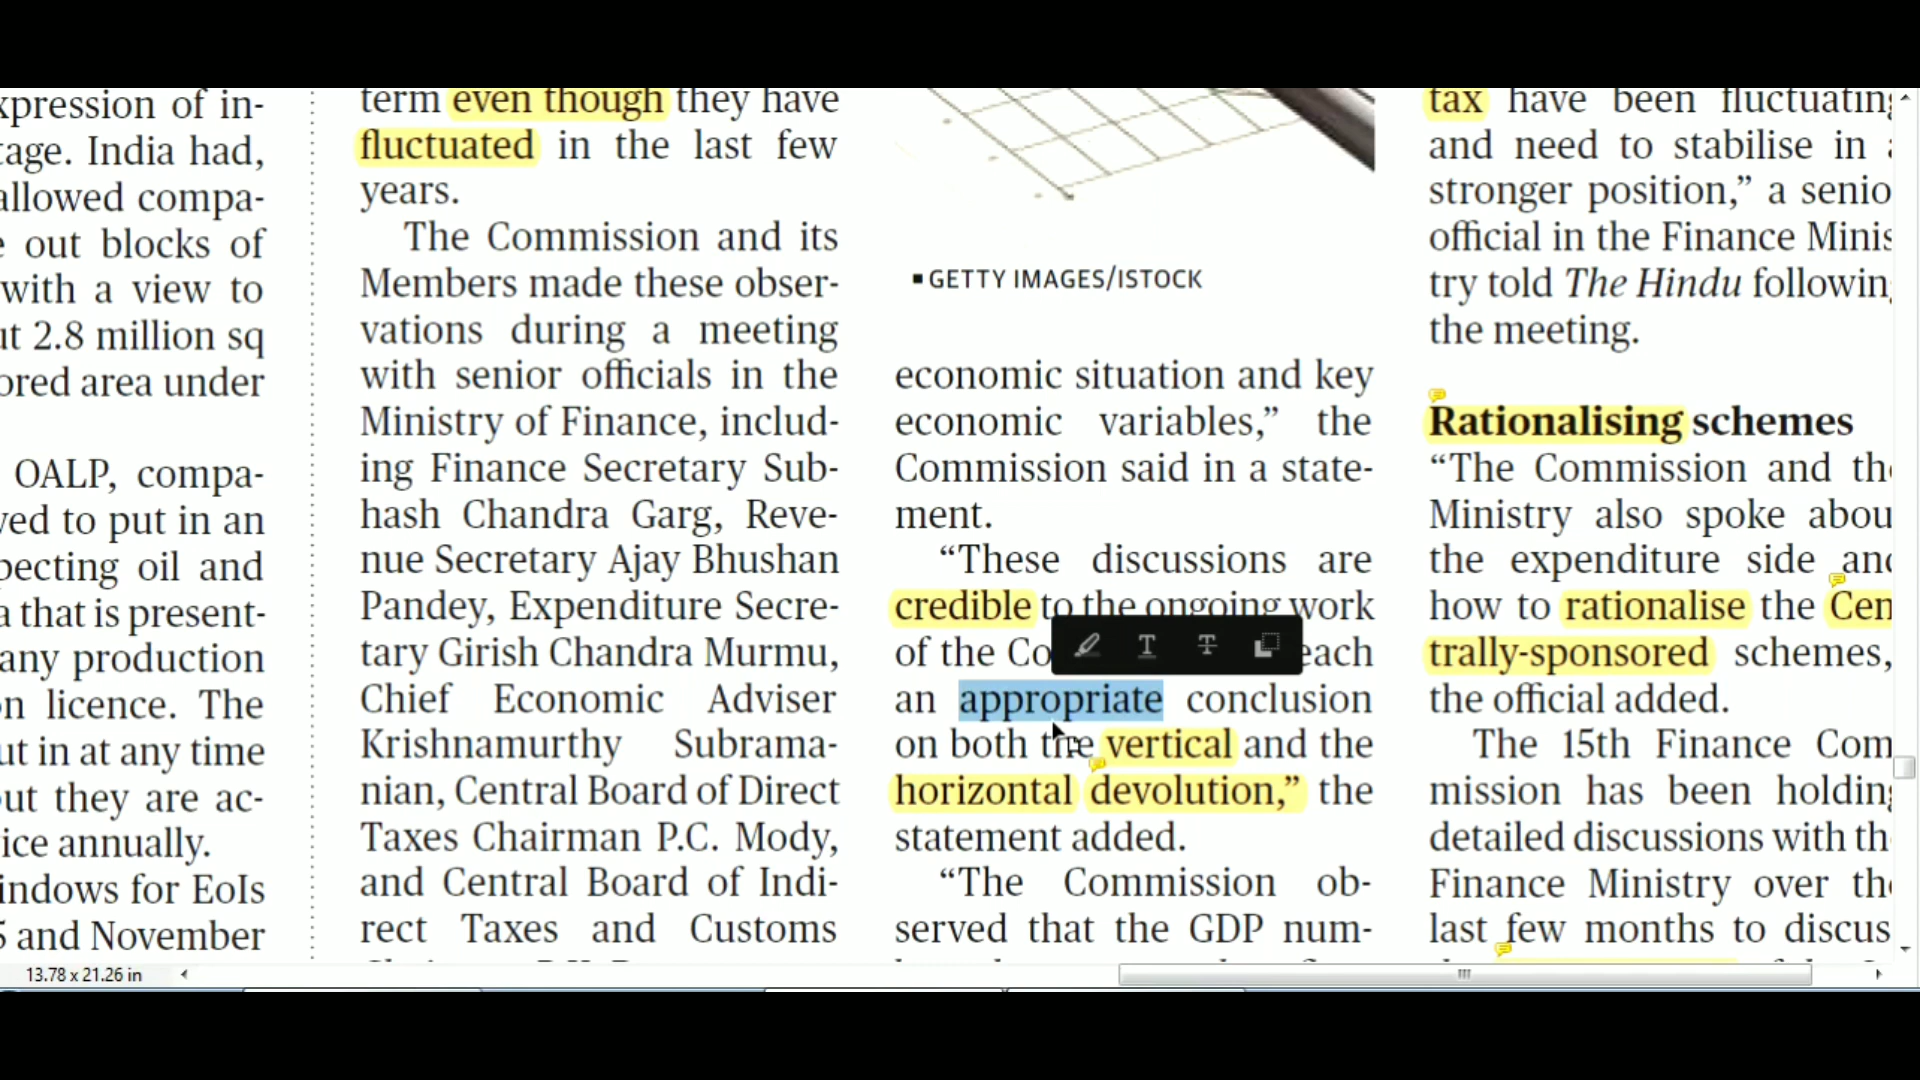 xpression of in-
tage. India had,
allowed compa-
e out blocks of
with a view to
ut 2.8 million sq
ored area under
OALP, compa-
ved to put in an
pecting oil and
a that is present-
any production
on licence. The
ut in at any time
out they are ac-
ice annually.
indows for EoIs
5 and November
term even though they have
fluctuated in the last few
years.
The Commission and its
Members made these obser-
vations during a meeting
with senior officials in the
Ministry of Finance, includ-
ing Finance Secretary Sub-
hash Chandra Garg, Reve-
nue Secretary Ajay Bhushan
Pandey, Expenditure Secre-
tary Girish Chandra Murmu,
Chief Economic Adviser
Krishnamurthy Subrama-
nian, Central Board of Direct
Taxes Chairman P.C. Mody,
and Central Board of Indi-
rect Taxes and Customs
GETTY IMAGES/ISTOCK
economic situation and key
economic variables,” the
Commission said in a state-
ment.
“These discussions are
credible to the ongoing work
of the Co each
an appropriate conclusion
on both the vertical and the
horizontal devolution,” the
statement added.
“The Commission ob-
served that the GDP num-
tax have been fluctuating
and need to stabilise in a
stronger position,” a senio
official in the Finance Minis
try told The Hindu following
the meeting.
Rationalising schemes
“The Commission and the
Ministry also spoke abou
the expenditure side and
how to rationalise the Cen
trally-sponsored schemes,
the official added.
The 15th Finance Com
mission has been holding
detailed discussions with th
Finance Ministry over the
last few months to discus
13.78 x 21.26 in